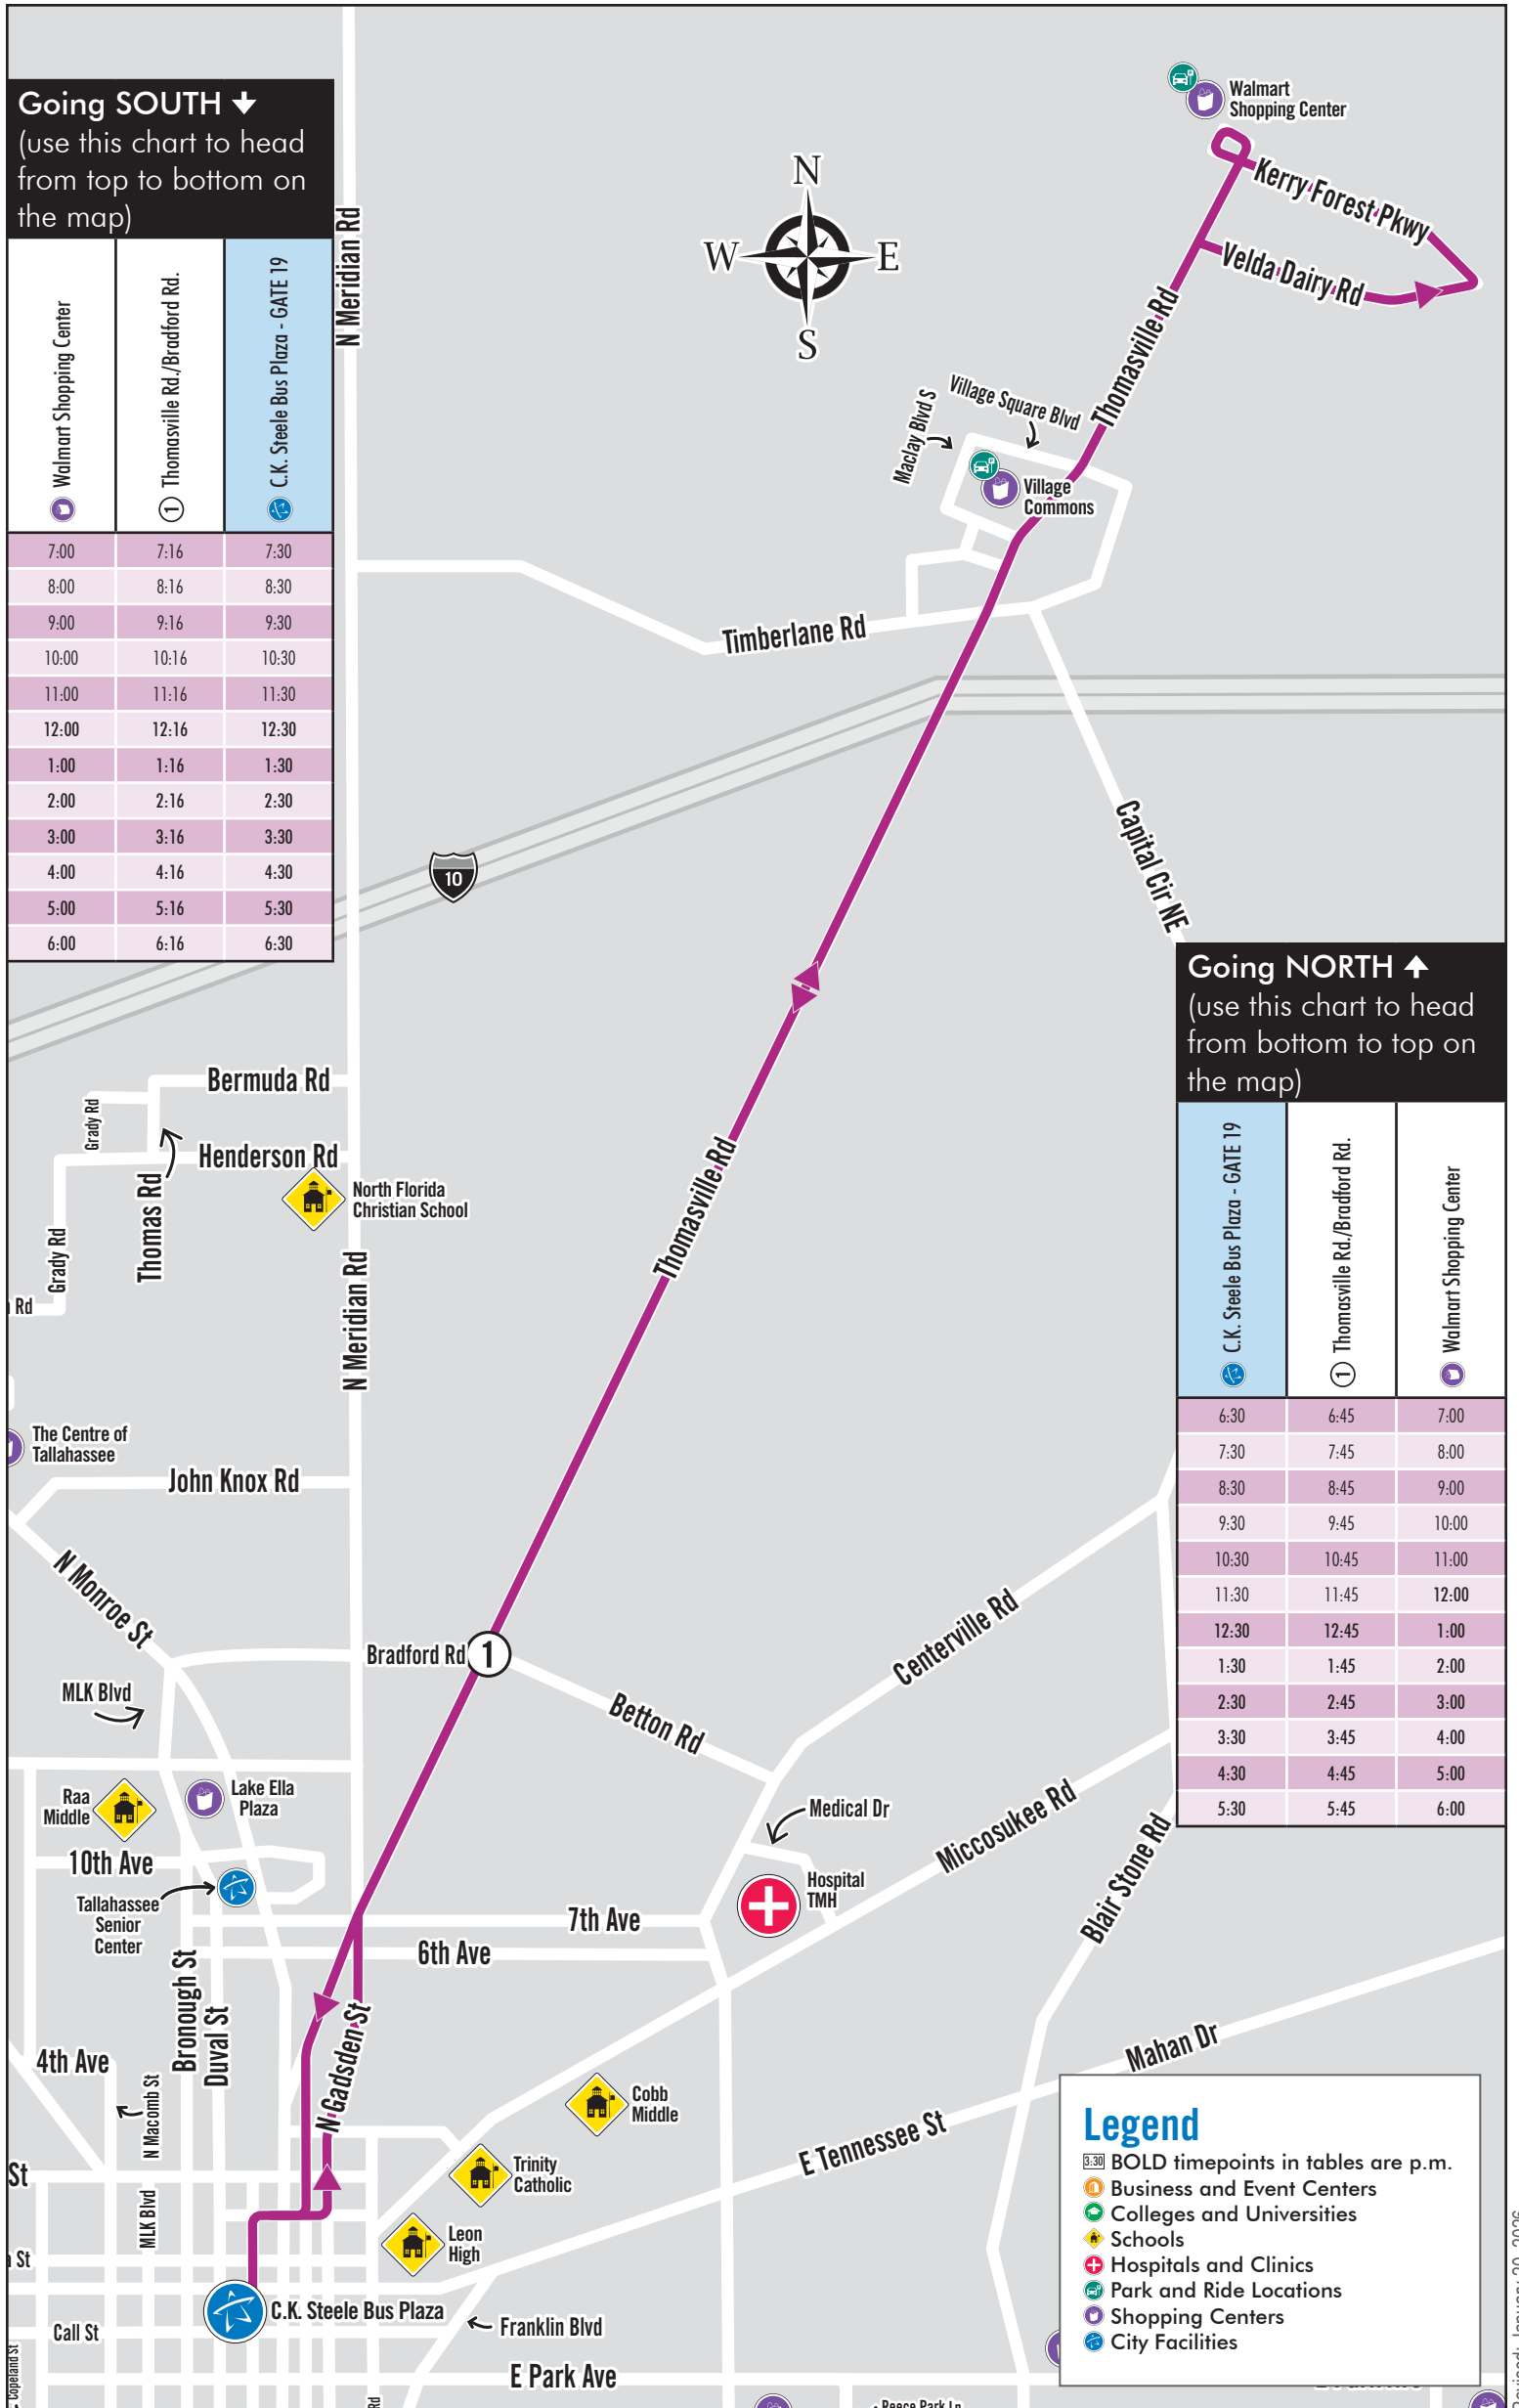 Going SOUTH
(use this chart to head
from top to bottom on
the map)
Walmart Shopping Center
1 Thomasville Rd./Bradford Rd.
C.K. Steele Bus Plaza - GATE 19
7:00 7:16 7:30
8:00 8:16 8:30
9:00 9:16 9:30
10:00 10:16 10:30
11:00 11:16 11:30
12:00 12:16 12:30
1:00 1:16 1:30
2:00 2:16 2:30
3:00 3:16 3:30
4:00 4:16 4:30
5:00 5:16 5:30
6:00 6:16 6:30
N Meridian Rd
N
W E
S
Walmart
Shopping Center
Kerry Forest Pkwy
Velda Dairy Rd
Thomasville Rd
Village Square Blvd
Maclay Blvd S
Village
Commons
Timberlane Rd
10
Capital Cir NE
Going NORTH
(use this chart to head
from bottom to top on
the map)
C.K. Steele Bus Plaza - GATE 19
1 Thomasville Rd./Bradford Rd.
Walmart Shopping Center
6:30 6:45 7:00
7:30 7:45 8:00
8:30 8:45 9:00
9:30 9:45 10:00
10:30 10:45 11:00
11:30 11:45 12:00
12:30 12:45 1:00
1:30 1:45 2:00
2:30 2:45 3:00
3:30 3:45 4:00
4:30 4:45 5:00
5:30 5:45 6:00
Bermuda Rd
Grady Rd
Henderson Rd
Thomas Rd
Grady Rd
Rd
North Florida
Christian School
Thomasville Rd
N Meridian Rd
The Centre of
Tallahassee
John Knox Rd
N Monroe St
Bradford Rd
1
Betton Rd
Centerville Rd
MLK Blvd
Raa
Middle
Lake Ella
Plaza
Medical Dr
Miccosukee Rd
10th Ave
Hospital
TMH
Tallahassee
Senior
Center
7th Ave
6th Ave
Blair Stone Rd
Bronough St
Duval St
N Gadsden St
4th Ave
N Macomb St
Mahan Dr
Cobb
Middle
E Tennessee St
St
Trinity
Catholic
MLK Blvd
Leon
High
St
C.K. Steele Bus Plaza
Call St
Franklin Blvd
Copeland St
E Park Ave
Rd
Reece Park Ln
Legend
3:30 BOLD timepoints in tables are p.m.
Business and Event Centers
Colleges and Universities
Schools
Hospitals and Clinics
Park and Ride Locations
Shopping Centers
City Facilities